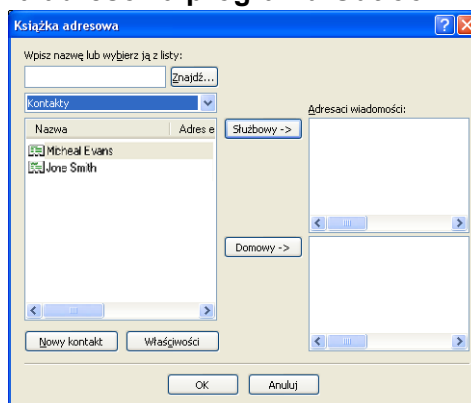 Książka adresowa
Wpisz nazwę lub wybierz ją z listy:
Znajdź...
Kontakty
Adresaci wiadomości:
Nazwa Adres e
Służbowy ->
Micheal Evans
Jone Smith
Domowy ->
Nowy kontakt Właściwości
OK Anuluj